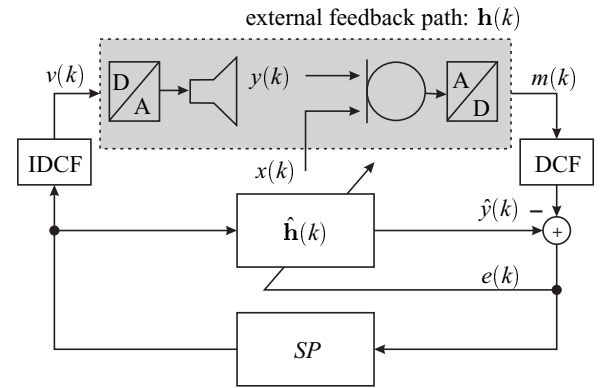 external feedback path: h(k)
v(k)
D
A
y(k)
A
D
m(k)
IDCF
x(k)
DCF
ĥ(k)
ŷ(k)
−
+
e(k)
SP